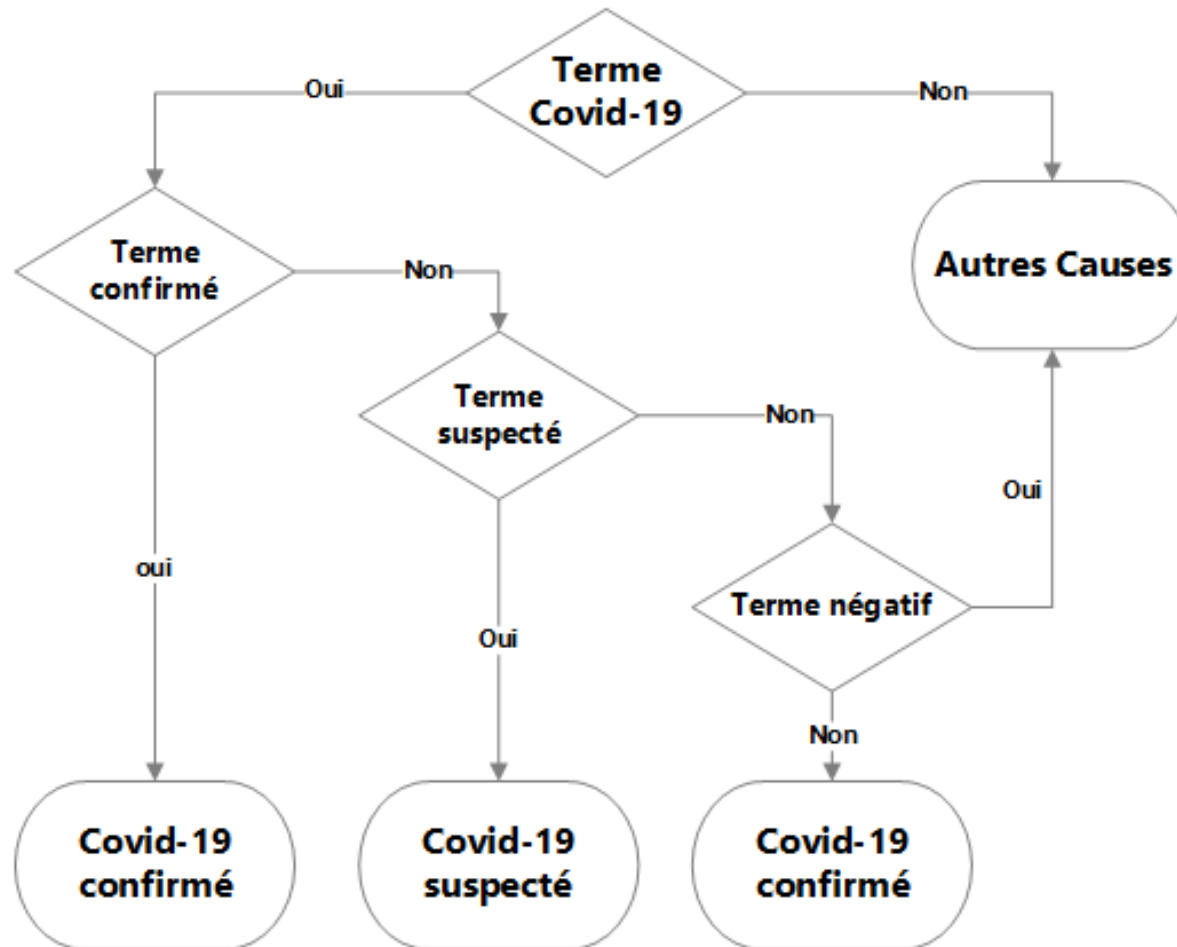 Terme
Covid-19
Oui
Non
Terme
confirmé
Non
Autres Causes
Terme
suspecté
Non
Oui
oui
Terme négatif
Oui
Non
Covid-19
confirmé
Covid-19
suspecté
Covid-19
confirmé